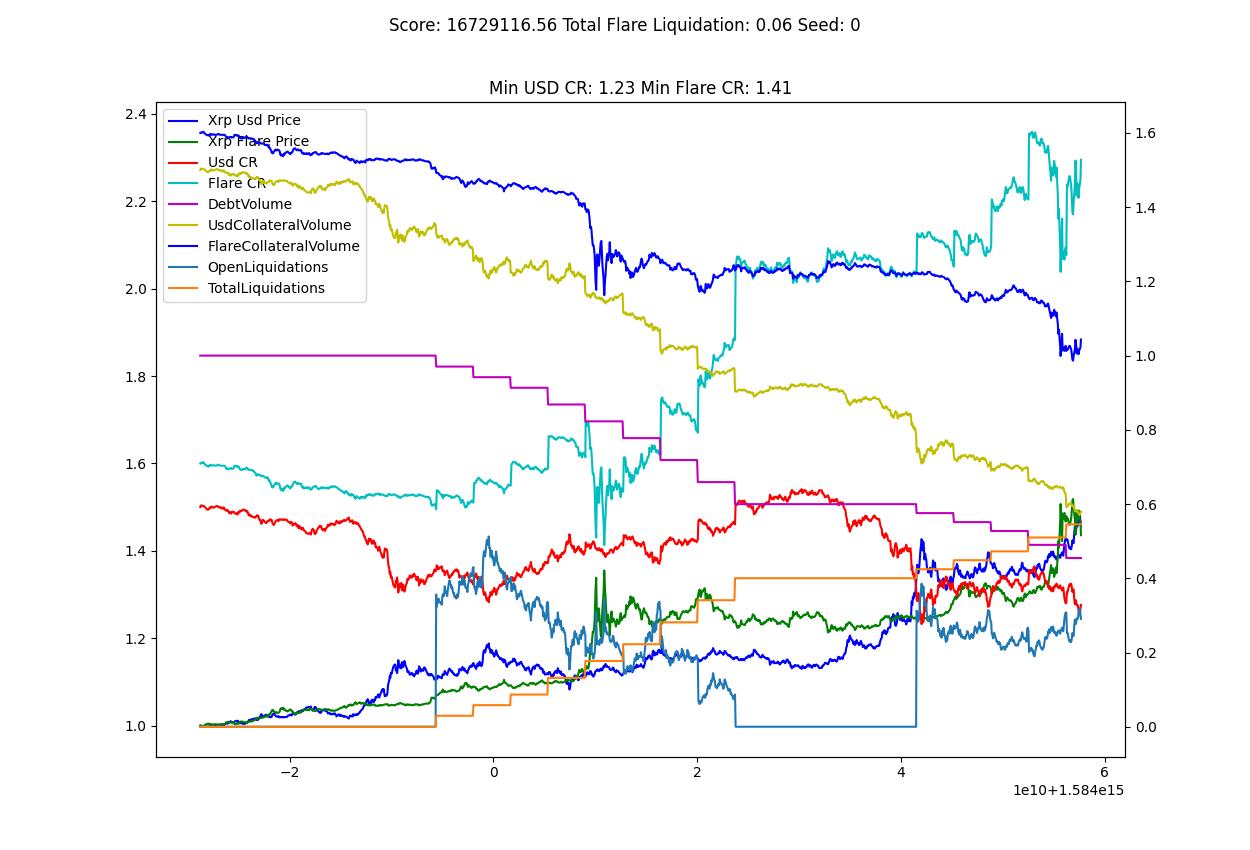 Score: 16729116.56 Total Flare Liquidation: 0.06 Seed: 0
Min USD CR: 1.23 Min Flare CR: 1.41
Xrp Usd Price
Xrp Flare Price
Usd CR
Flare CR
DebtVolume
UsdCollateralVolume
FlareCollateralVolume
OpenLiquidations
TotalLiquidations
2.4
2.2
2.0
1.8
1.6
1.4
1.2
1.0
1.6
1.4
1.2
1.0
0.8
0.6
0.4
0.2
0.0
−2
0
2
4
6
1e10+1.584e15